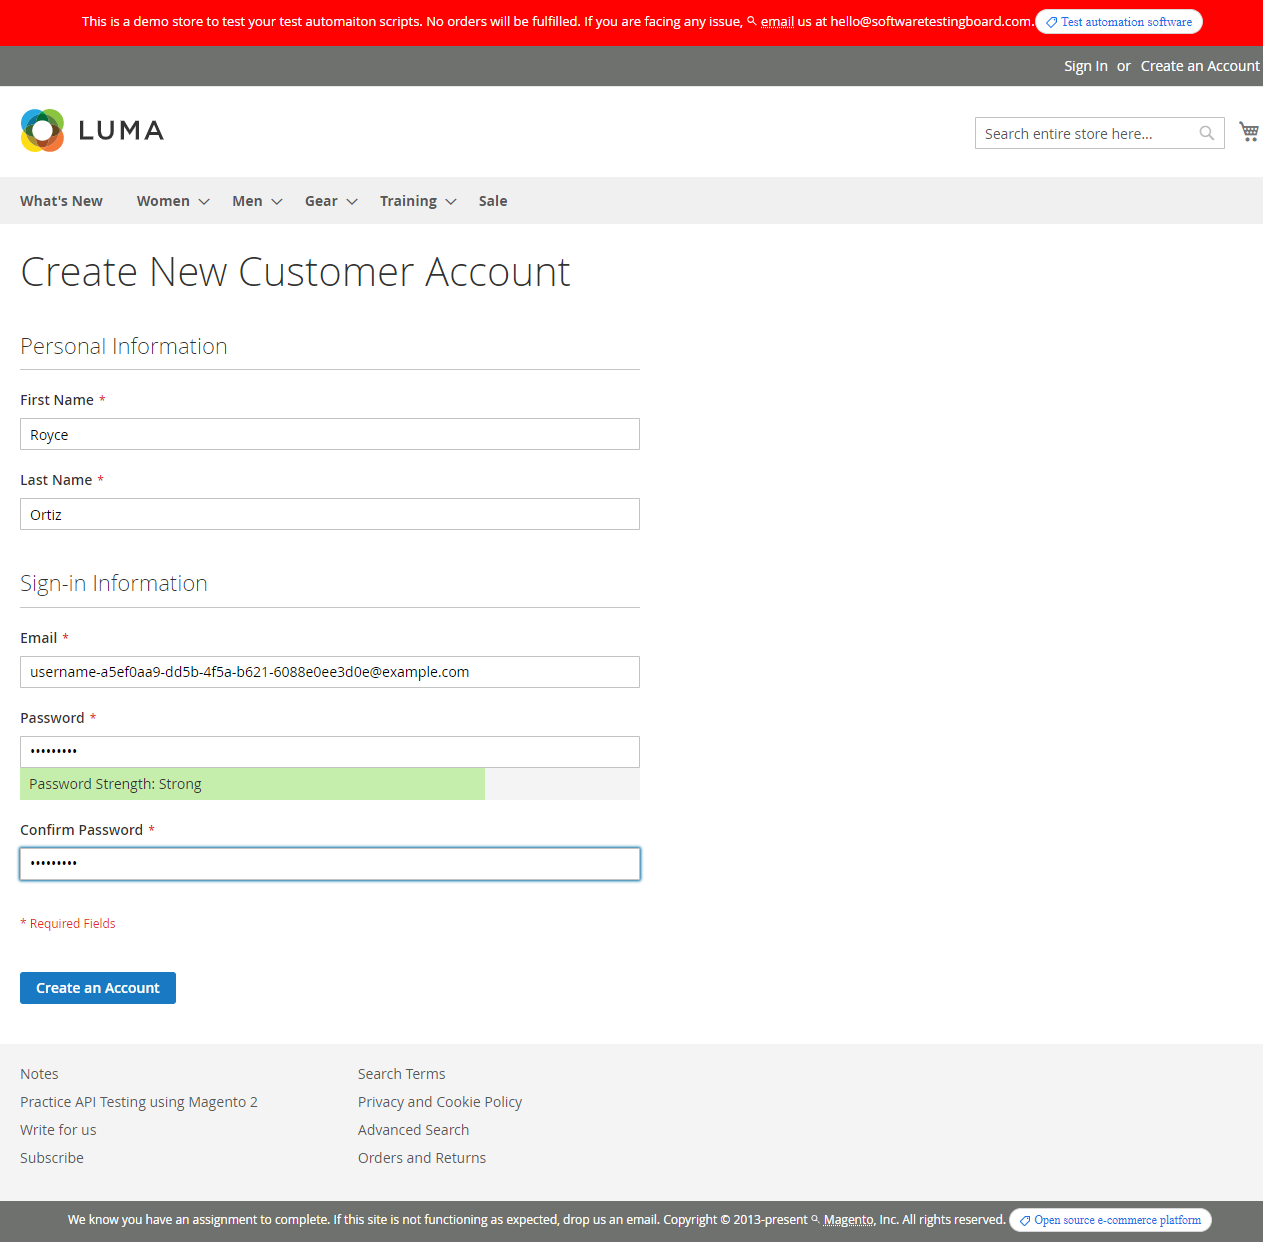 This is a demo store to test your test automaiton scripts. No orders will be fulfilled. If you are facing any issue, email us at hello@softwaretestingboard.com. Test automation software
Sign In or Create an Account
LUMA
Search entire store here...
What's New Women Men Gear Training Sale
Create New Customer Account
Personal Information
First Name *
Royce
Last Name *
Ortiz
Sign-in Information
Email *
username-a5ef0aa9-dd5b-4f5a-b621-6088e0ee3d0e@example.com
Password *
•••••••••
Password Strength: Strong
Confirm Password *
•••••••••
* Required Fields
Create an Account
Notes
Practice API Testing using Magento 2
Write for us
Subscribe
Search Terms
Privacy and Cookie Policy
Advanced Search
Orders and Returns
We know you have an assignment to complete. If this site is not functioning as expected, drop us an email. Copyright © 2013-present Magento, Inc. All rights reserved. Open source e-commerce platform